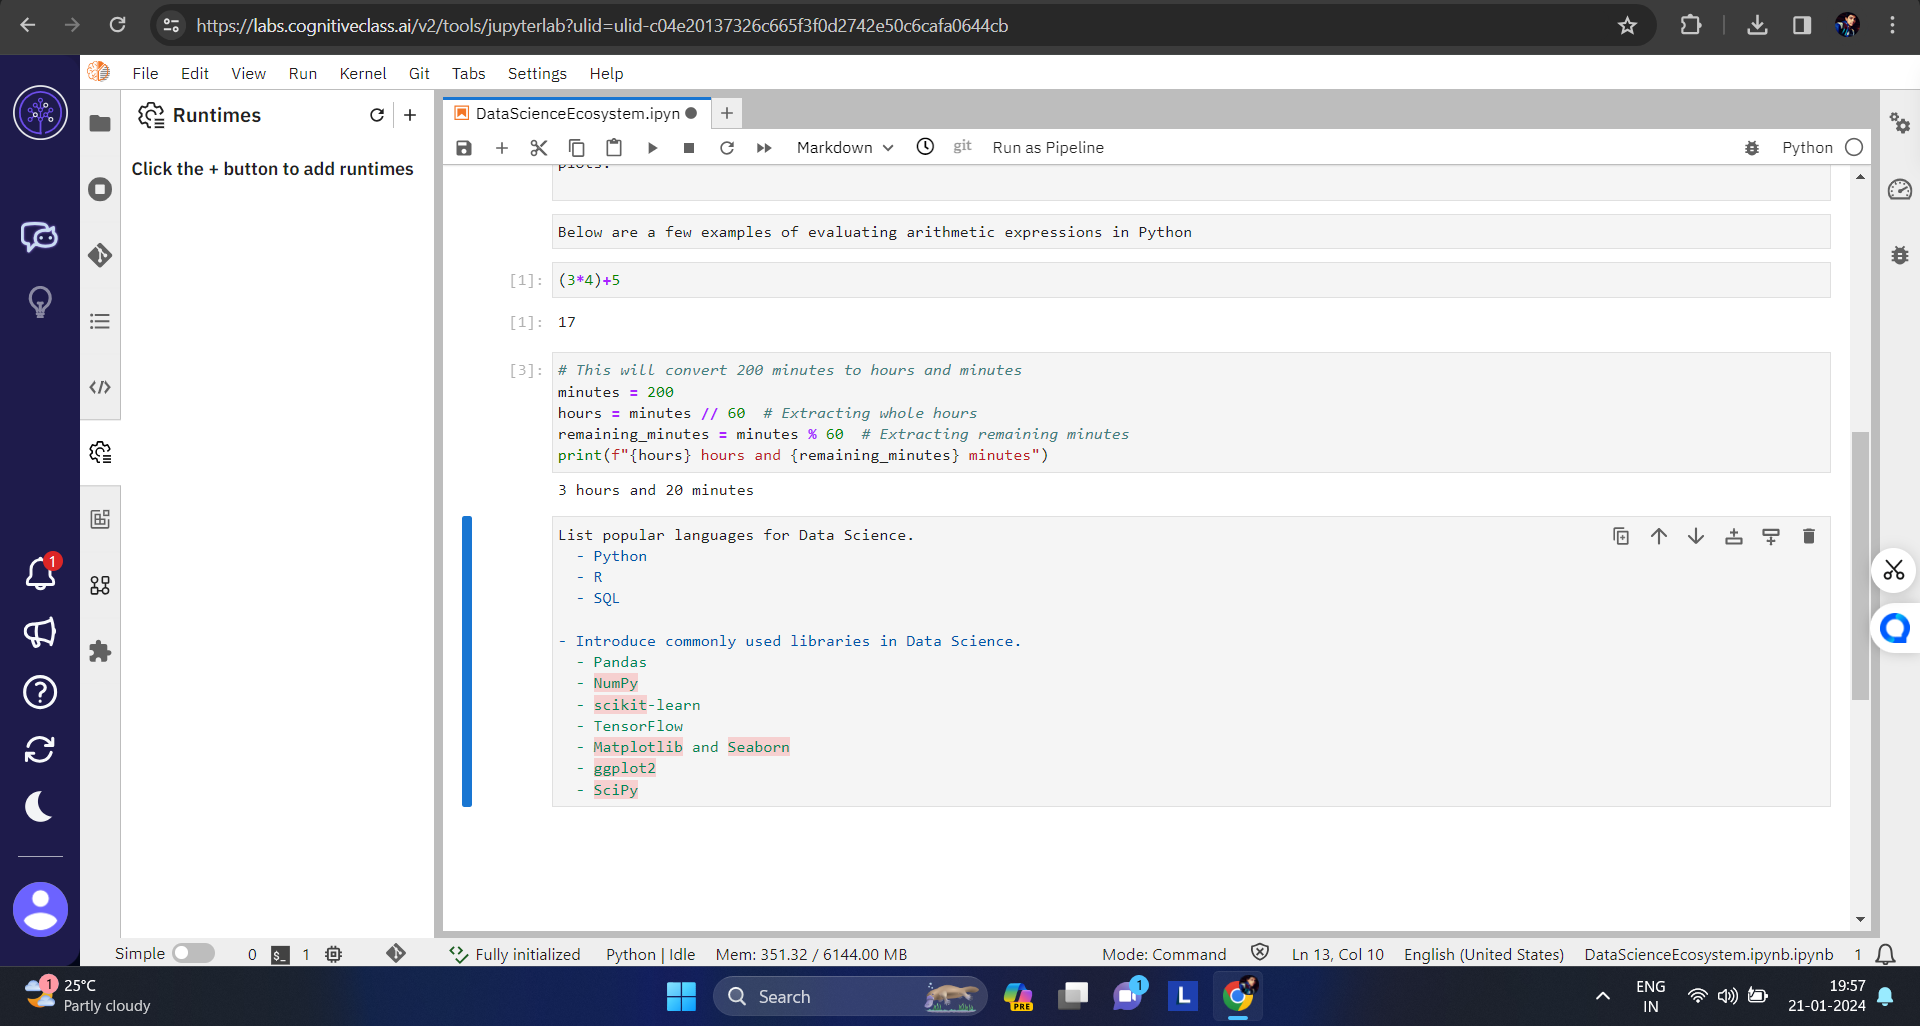 https://labs.cognitiveclass.ai/v2/tools/jupyterlab?ulid=ulid-c04e20137326c665f3f0d2742e50c6cafa0644cb
File Edit View Run Kernel Git Tabs Settings Help
Runtimes
Click the + button to add runtimes
DataScienceEcosystem.ipyn
Markdown
git
Run as Pipeline
Python
plots.
Below are a few examples of evaluating arithmetic expressions in Python
[1]: (3*4)+5
[1]: 17
[3]: # This will convert 200 minutes to hours and minutes
minutes = 200
hours = minutes // 60  # Extracting whole hours
remaining_minutes = minutes % 60  # Extracting remaining minutes
print(f"{hours} hours and {remaining_minutes} minutes")
3 hours and 20 minutes
List popular languages for Data Science.
- Python
- R
- SQL
- Introduce commonly used libraries in Data Science.
- Pandas
- NumPy
- scikit-learn
- TensorFlow
- Matplotlib and Seaborn
- ggplot2
- SciPy
1
Simple 0 $_ 1 Fully initialized Python | Idle Mem: 351.32 / 6144.00 MB Mode: Command Ln 13, Col 10 English (United States) DataScienceEcosystem.ipynb.ipynb 1
1
25°C
Partly cloudy
Search
PRE
1
L
ENG
IN
19:57
21-01-2024